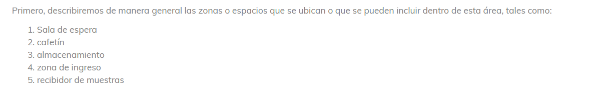 Primero, describiremos de manera general las zonas o espacios que se ubican o que se pueden incluir dentro de esta área, tales como:
1. Sala de espera
2. cafetín
3. almacenamiento
4. zona de ingreso
5. recibidor de muestras